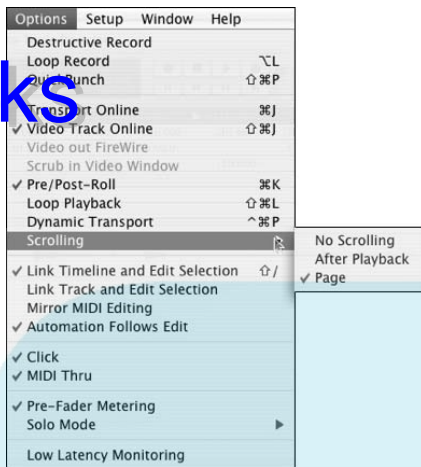 Options Setup Window Help
Destructive Record
Loop Record ⌥L
QuickPunch ⇧⌘P
ks
Transport Online ⌘J
✓ Video Track Online ⇧⌘J
Video out FireWire
Scrub in Video Window
✓ Pre/Post-Roll ⌘K
Loop Playback ⇧⌘L
Dynamic Transport ^⌘P
Scrolling
No Scrolling
After Playback
✓ Page
✓ Link Timeline and Edit Selection ⇧/
Link Track and Edit Selection
Mirror MIDI Editing
✓ Automation Follows Edit
✓ Click
✓ MIDI Thru
✓ Pre-Fader Metering
Solo Mode ▶
Low Latency Monitoring